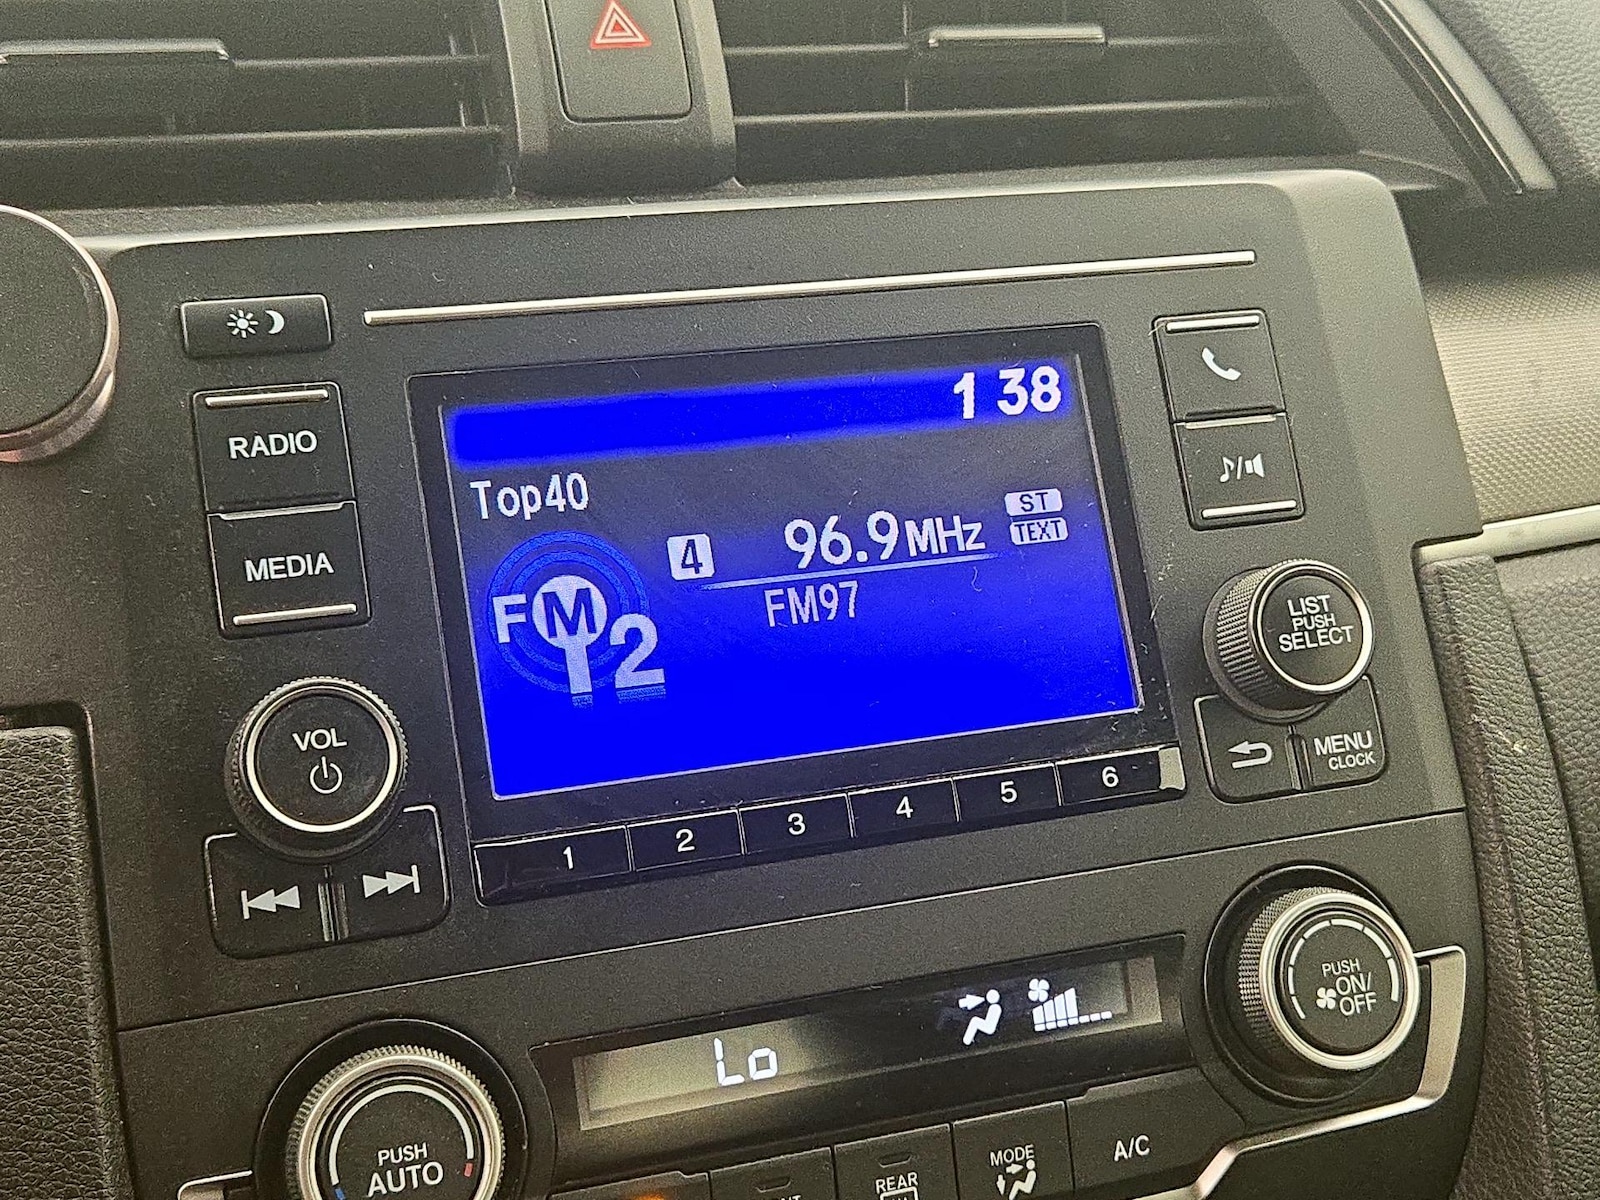 1 38
RADIO
Top40
ST
4 96.9MHz TEXT
MEDIA
FM97
FM 2
LIST
PUSH
SELECT
VOL
MENU
CLOCK
1 2 3 4 5 6
PUSH
ON/
OFF
Lo
PUSH
AUTO
REAR
MODE
A/C